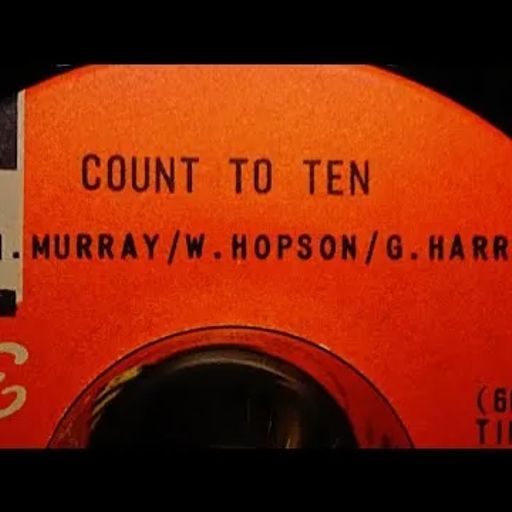 COUNT TO TEN
.MURRAY/W.HOPSON/G.HARR